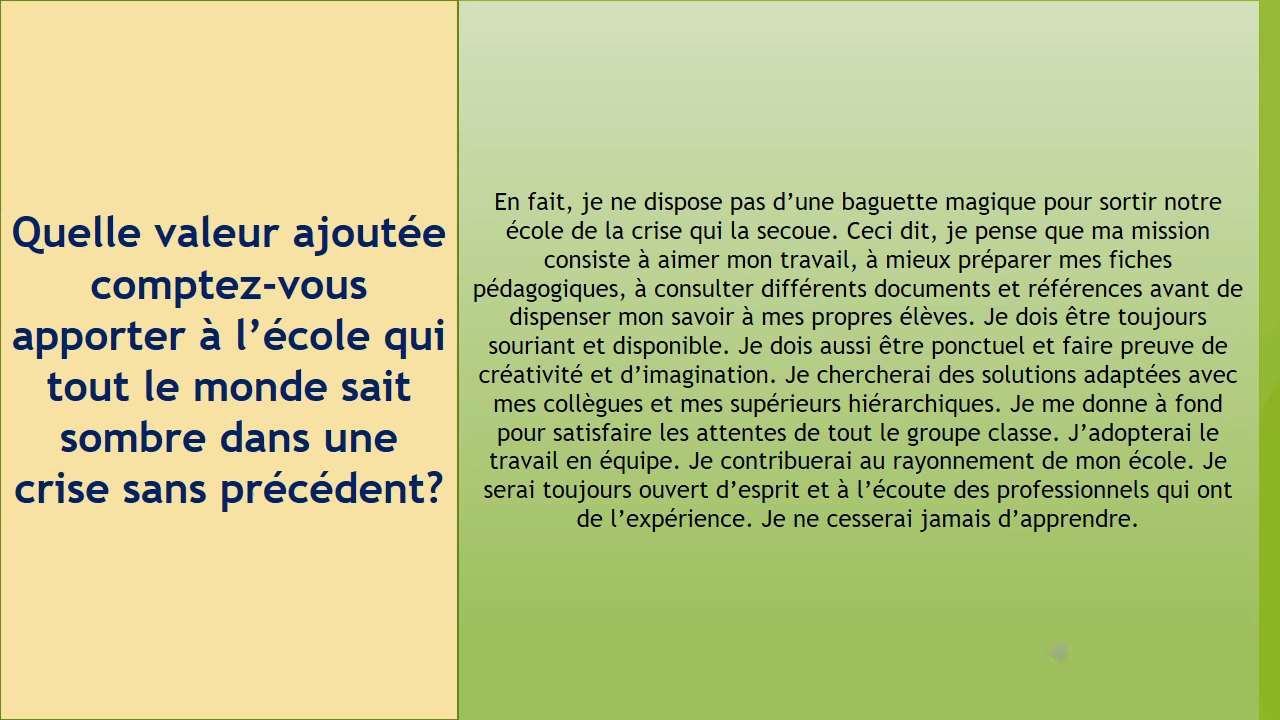 Quelle valeur ajoutée
comptez-vous
apporter à l’école qui
tout le monde sait
sombre dans une
crise sans précédent?
En fait, je ne dispose pas d’une baguette magique pour sortir notre
école de la crise qui la secoue. Ceci dit, je pense que ma mission
consiste à aimer mon travail, à mieux préparer mes fiches
pédagogiques, à consulter différents documents et références avant de
dispenser mon savoir à mes propres élèves. Je dois être toujours
souriant et disponible. Je dois aussi être ponctuel et faire preuve de
créativité et d’imagination. Je chercherai des solutions adaptées avec
mes collègues et mes supérieurs hiérarchiques. Je me donne à fond
pour satisfaire les attentes de tout le groupe classe. J’adopterai le
travail en équipe. Je contribuerai au rayonnement de mon école. Je
serai toujours ouvert d’esprit et à l’écoute des professionnels qui ont
de l’expérience. Je ne cesserai jamais d’apprendre.